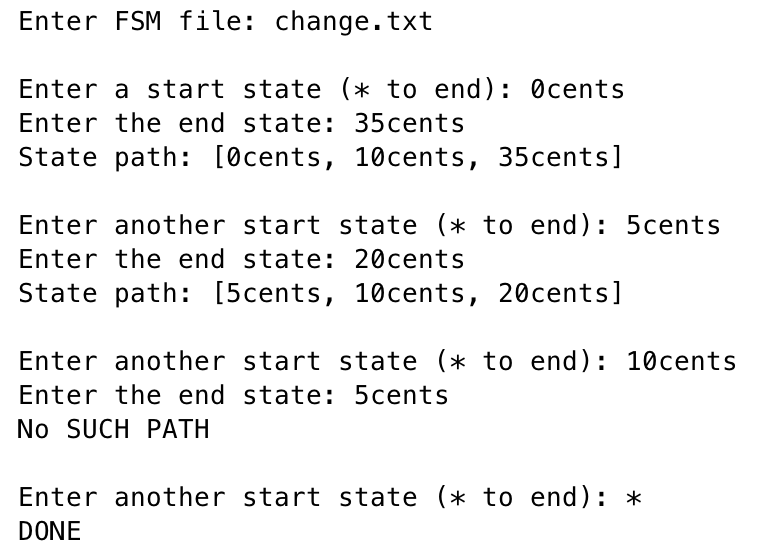 Enter FSM file: change.txt
Enter a start state (* to end): 0cents
Enter the end state: 35cents
State path: [0cents, 10cents, 35cents]
Enter another start state (* to end): 5cents
Enter the end state: 20cents
State path: [5cents, 10cents, 20cents]
Enter another start state (* to end): 10cents
Enter the end state: 5cents
No SUCH PATH
Enter another start state (* to end): *
DONE